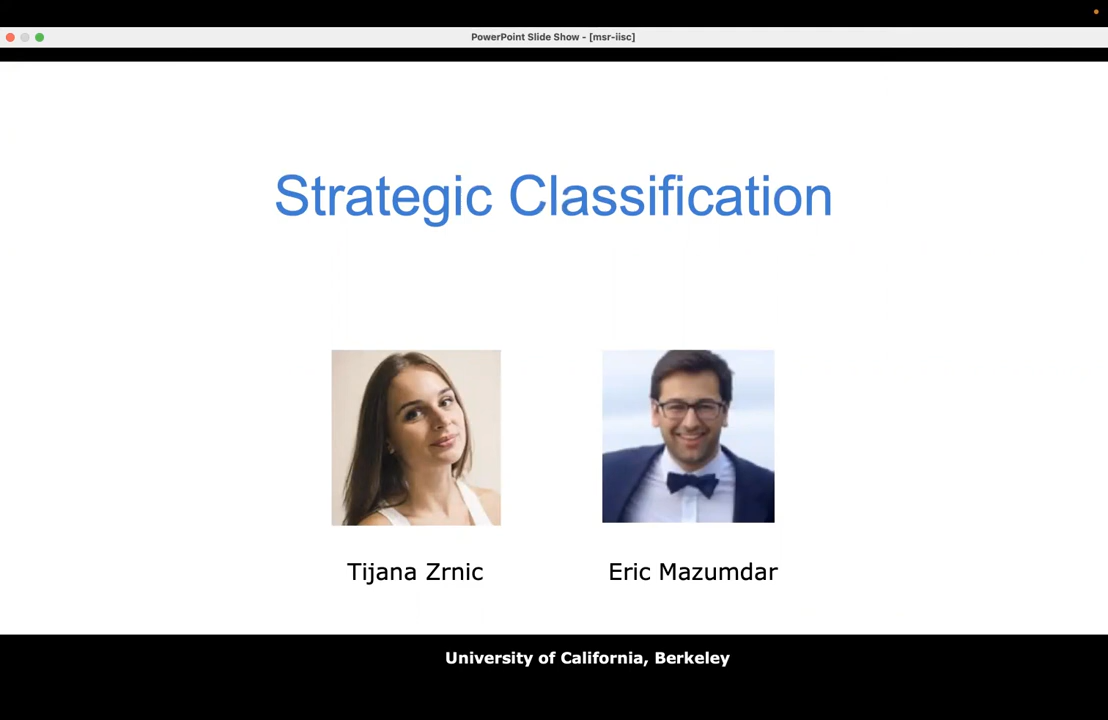 PowerPoint Slide Show - [msr-iisc]
Strategic Classification
Tijana Zrnic
Eric Mazumdar
University of California, Berkeley